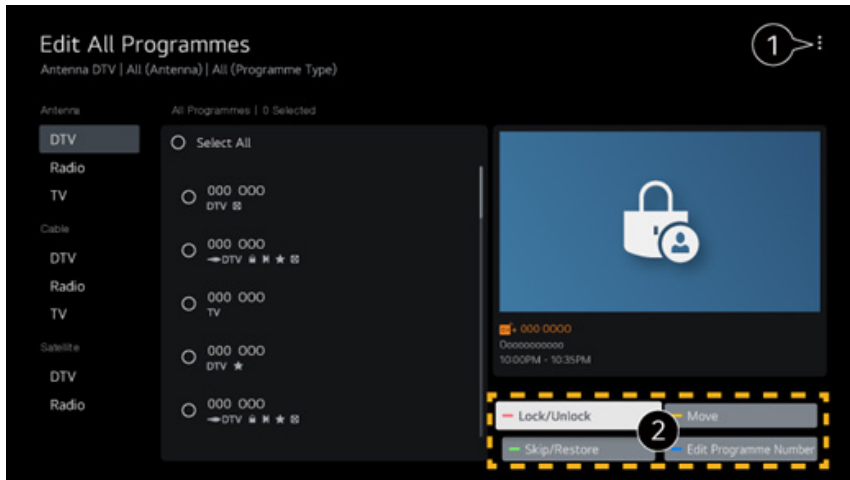 Edit All Programmes
Antenna DTV | All (Antenna) | All (Programme Type)
1
Antenna
All Programmes | 0 Selected
DTV
Radio
TV
Cable
DTV
Radio
TV
Satellite
DTV
Radio
Select All
000 000
DTV
000 000
DTV
000 000
TV
000 000
DTV
000 000
DTV
000 0000
Oooooooooo
10:00PM - 10:35PM
Lock/Unlock
Move
2
Skip/Restore
Edit Programme Number